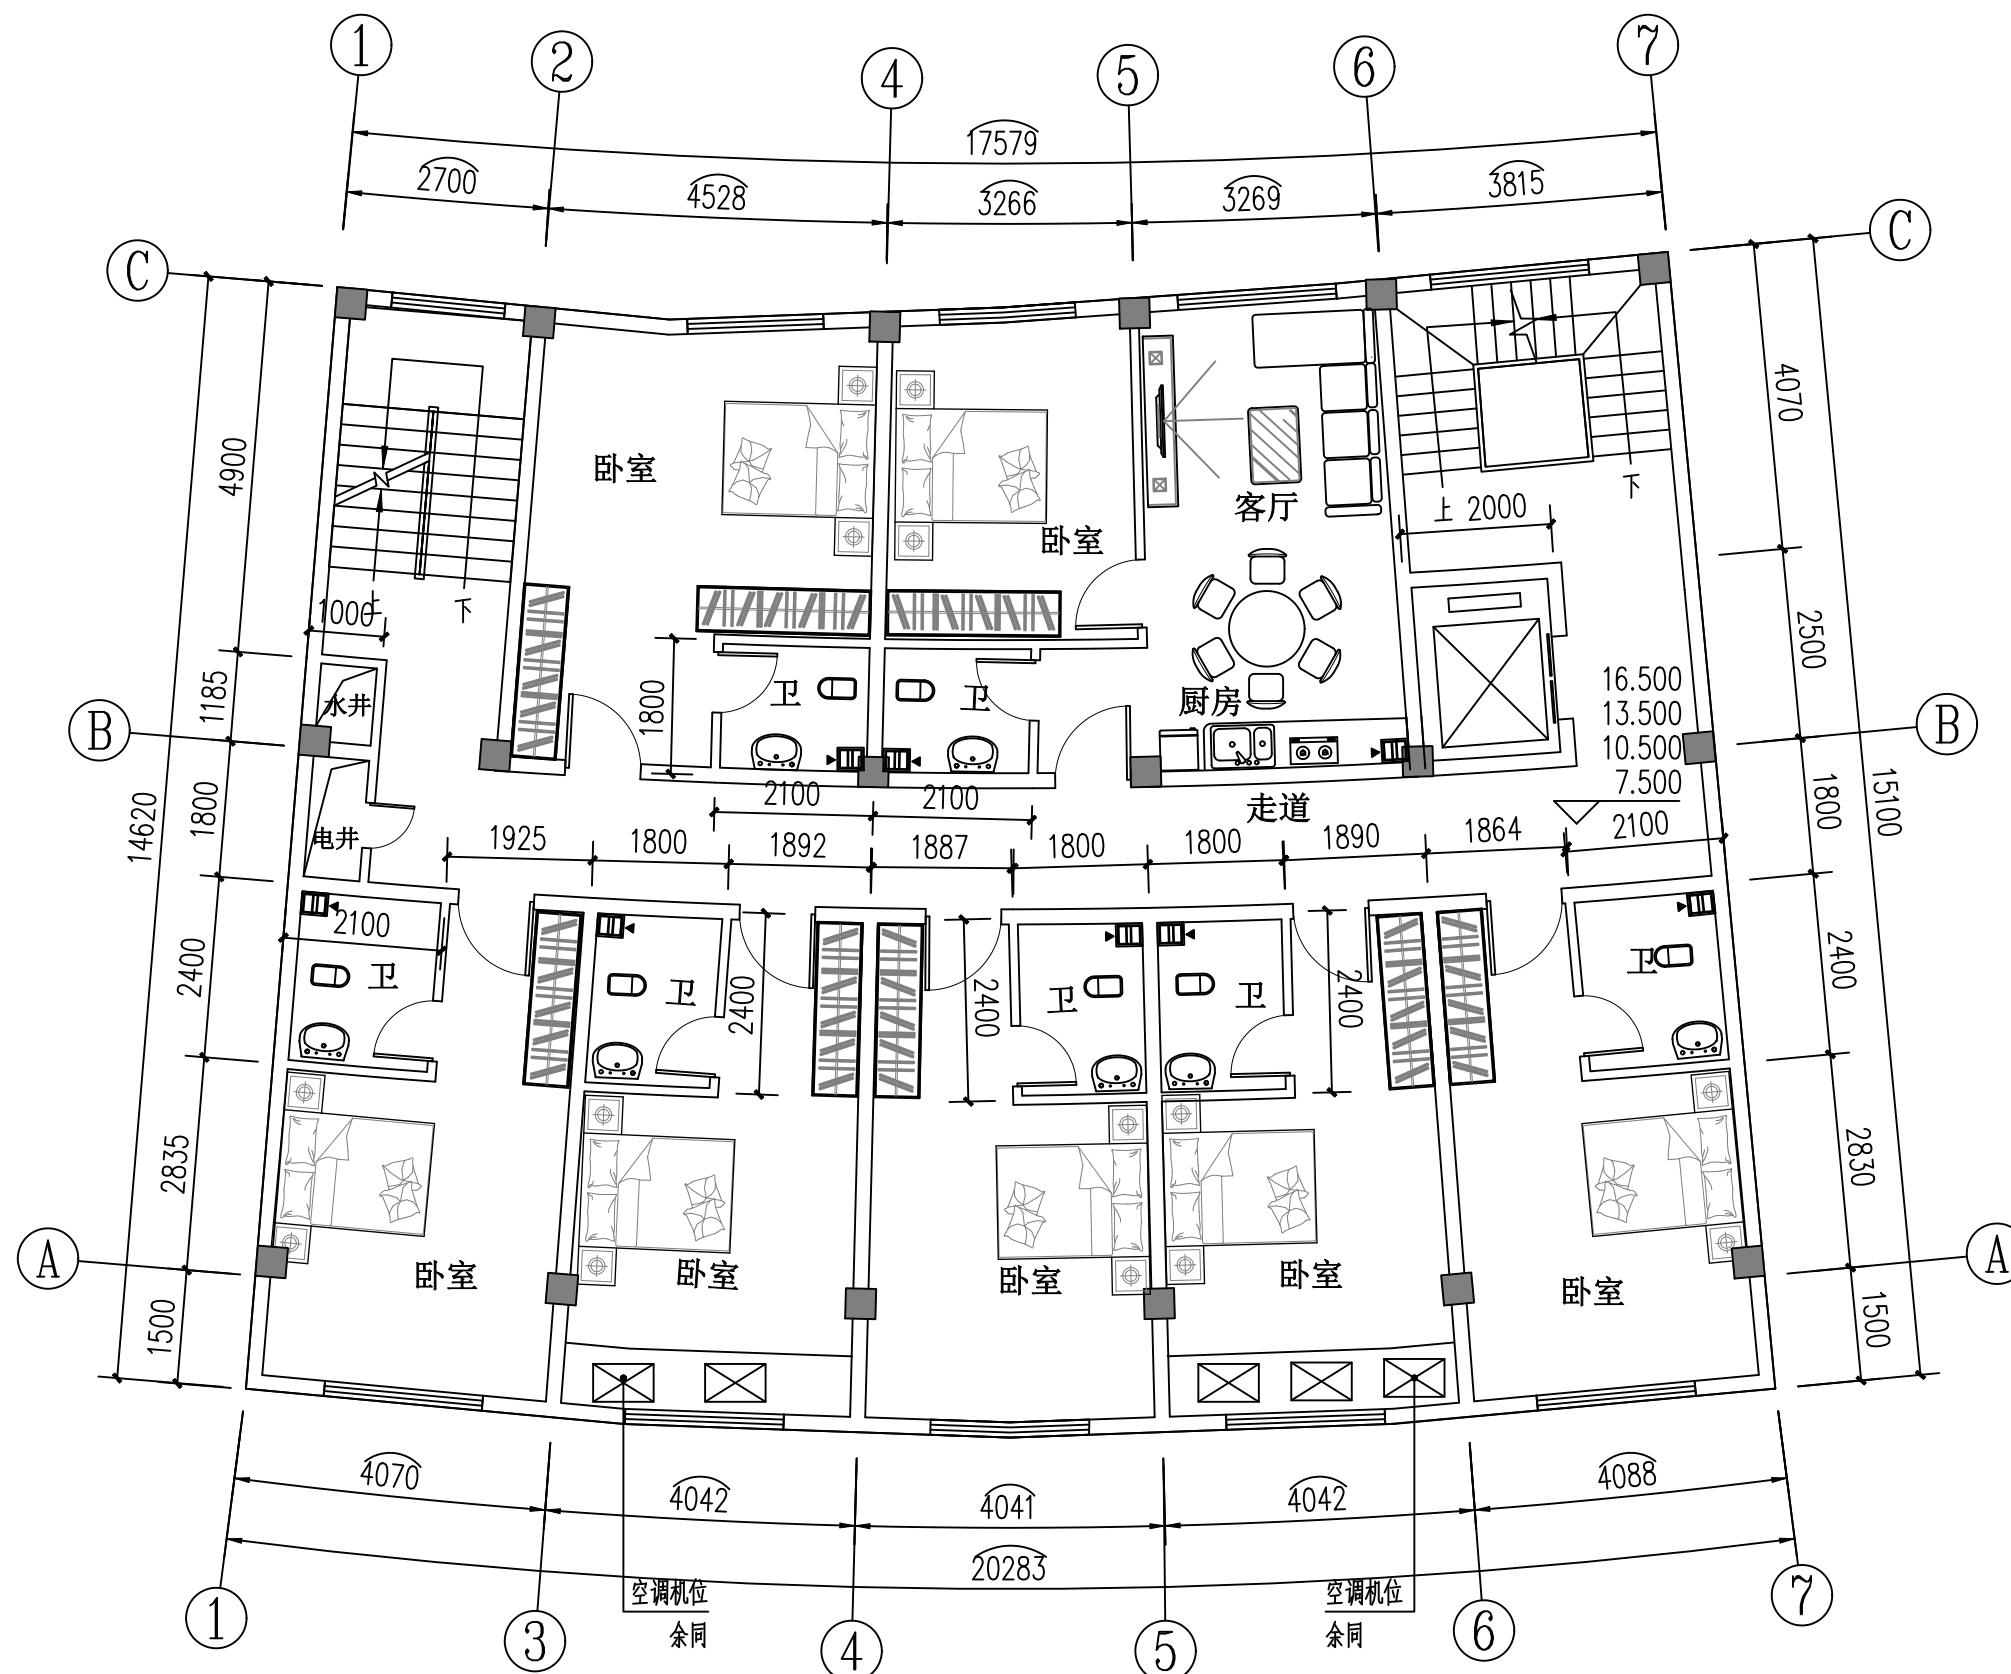 1
2
4
5
6
7
17579
2700
4528
3266
3269
3815
C
C
4900
4070
卧室
卧室
客厅
上 2000
下
1000
上
下
2500
1185
水井
1800
卫
卫
厨房
16.500
13.500
10.500
7.500
B
B
14620
1800
电井
2100
2100
走道
1800
15100
1925
1800
1892
1887
1800
1800
1890
1864
2100
2100
2400
卫
卫
2400
2400
卫
卫
2400
卫
2400
2835
2830
A
A
卧室
卧室
卧室
卧室
卧室
1500
1500
4070
4042
4041
4042
4088
20283
空调机位
余同
空调机位
余同
1
3
4
5
6
7